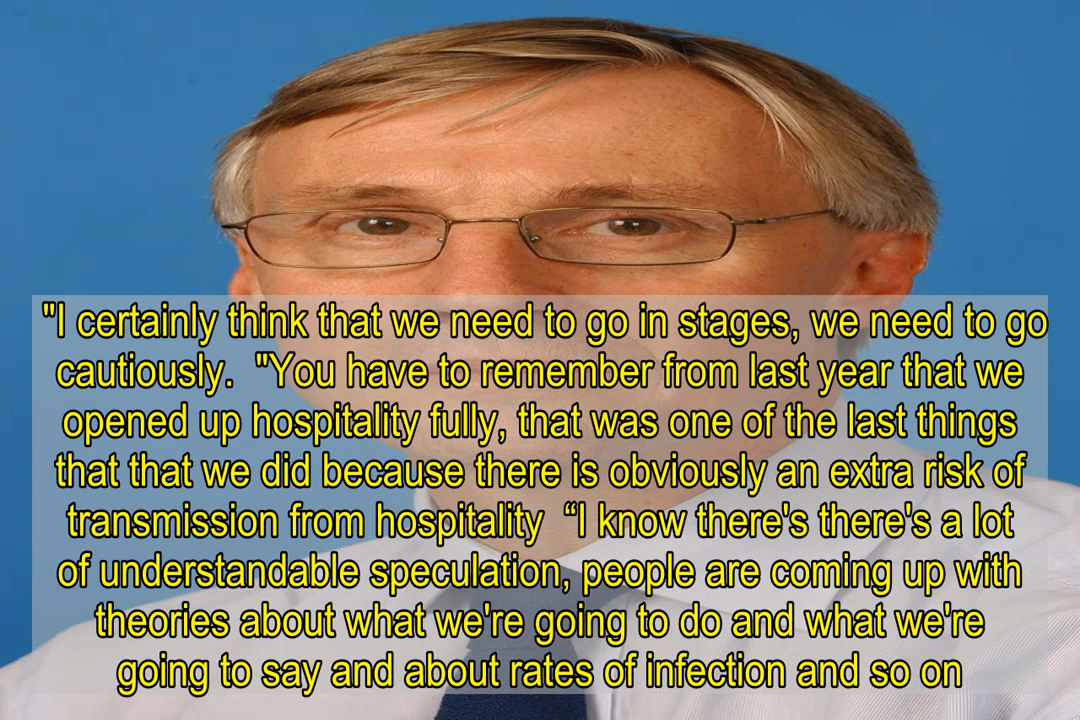 "I certainly think that we need to go in stages, we need to go
cautiously.  "You have to remember from last year that we
opened up hospitality fully, that was one of the last things
that that we did because there is obviously an extra risk of
transmission from hospitality  “I know there's there's a lot
of understandable speculation, people are coming up with
theories about what we're going to do and what we're
going to say and about rates of infection and so on